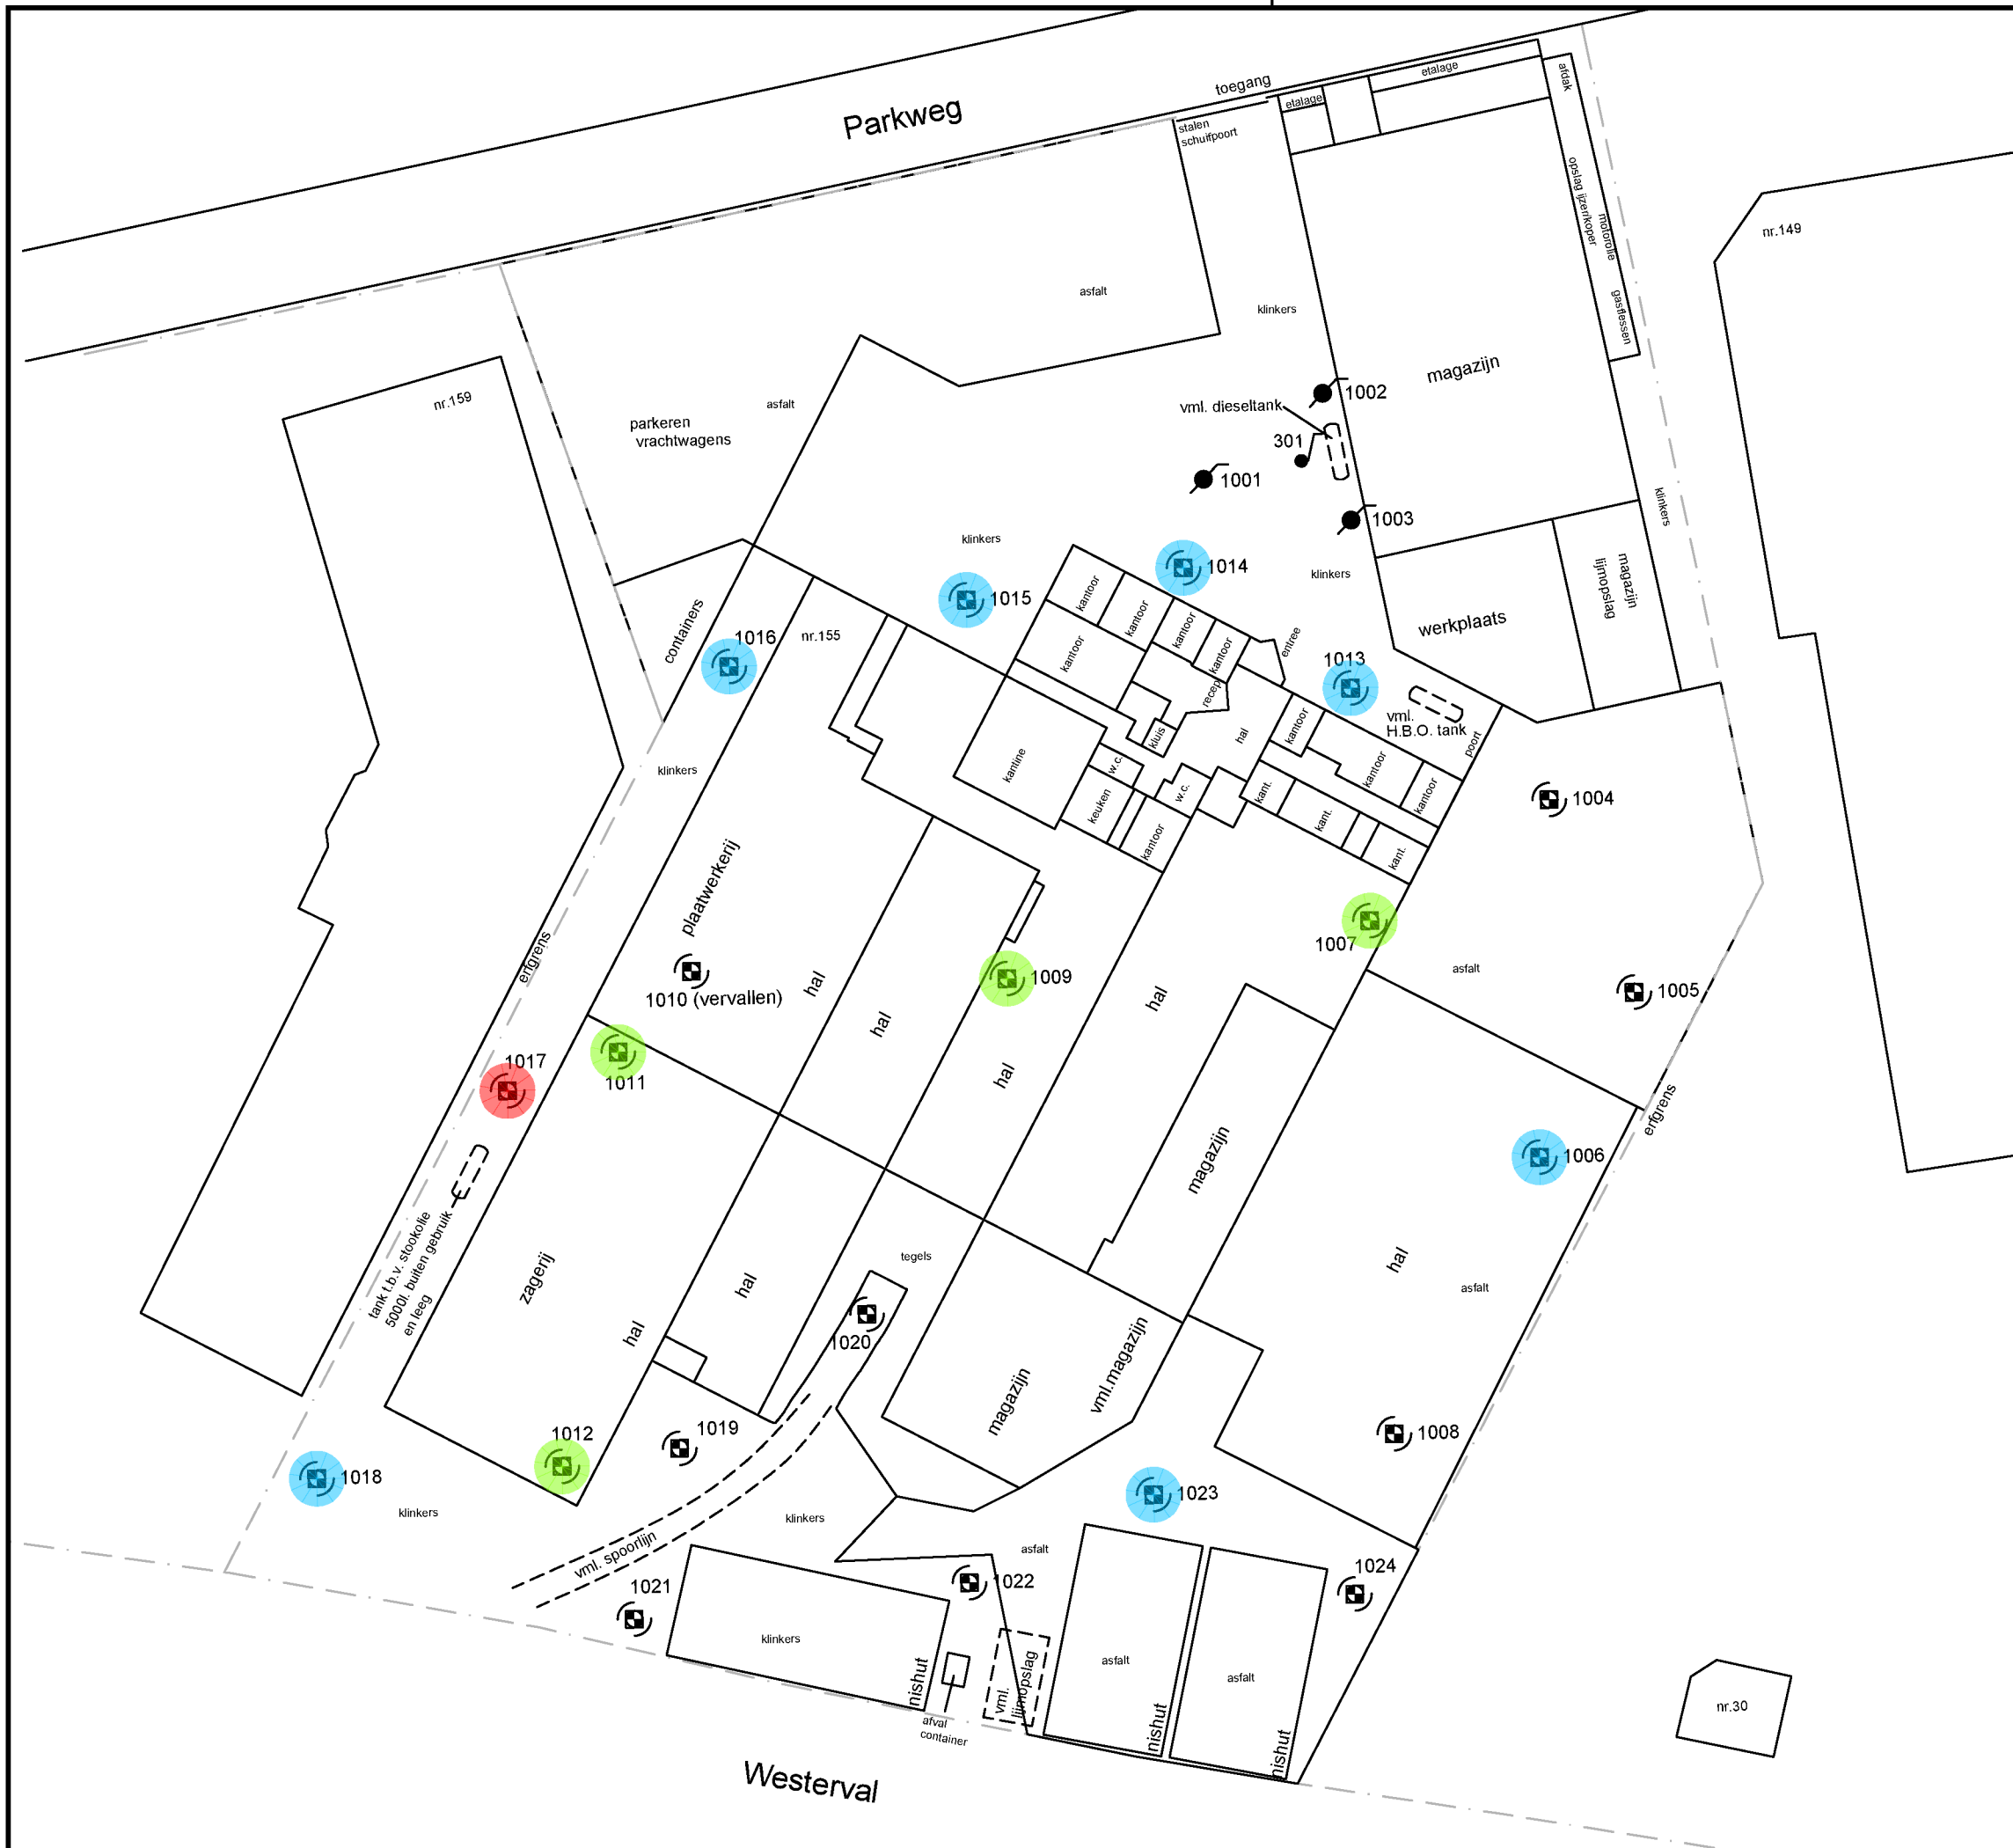 toegang
etalage
etalage
afdak
Parkweg
stalen
schuifpoort
opslag ijzer/koper
motorolie
gasflessen
nr.149
asfalt
klinkers
magazijn
nr.159
asfalt
parkeren
vrachtwagens
1002
vml. dieseltank
301
1001
1003
klinkers
klinkers
klinkers
1014
1015
kantoor
kantoor
kantoor
kantoor
kantoor
entree
werkplaats
magazijn
lijmopslag
containers
1016
nr.155
1013
recep
vml.
H.B.O. tank
poort
kluis
hal
kantoor
kantoor
kantoor
klinkers
kantine
w.c.
w.c.
keuken
kantoor
kant.
kant.
kant.
1004
plaatwerkerij
erfgrens
1007
asfalt
1009
1010 (vervallen)
hal
hal
hal
hal
1005
1017
1011
erfgrens
magazijn
1006
tank t.b.v. stookolie
5000l. buiten gebruik
en leeg
zagerij
hal
hal
tegels
hal
asfalt
1020
magazijn
vml.magazijn
1012
1019
1008
1018
klinkers
1023
klinkers
vml. spoorlijn
asfalt
1021
1022
1024
klinkers
nishut
vml.
lijmopslag
asfalt
nishut
asfalt
nishut
afval
container
nr.30
Westerval